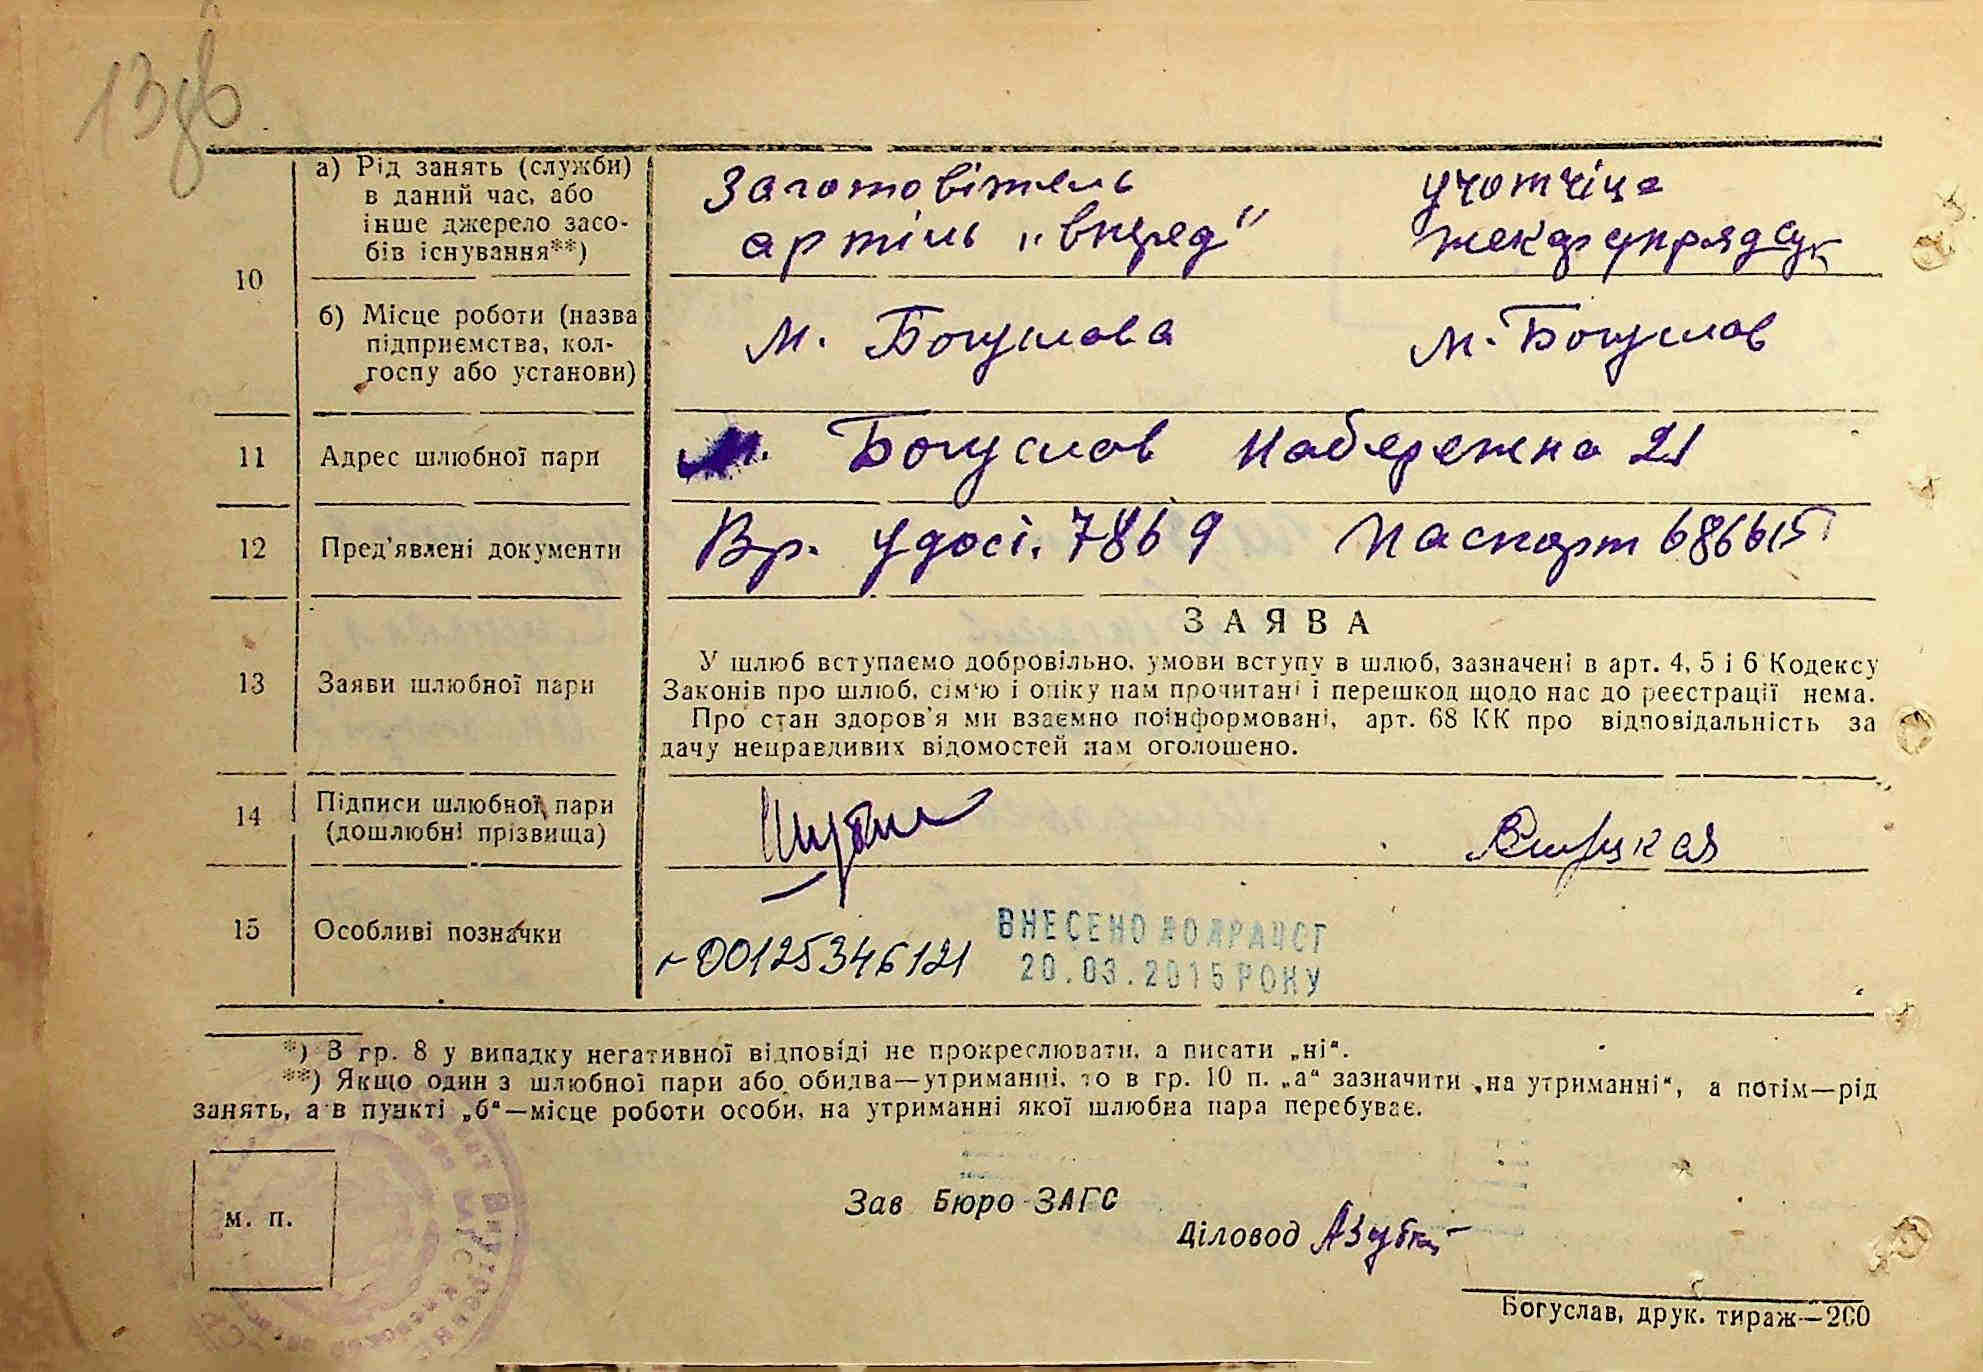 138
10
а) Рід занять (служби)
в даний час, або
інше джерело засо-
бів існування**)
Заготовітель
артіль „вперед“
учотчіца
б) Місце роботи (назва
підприємства, кол-
госпу або установи)
м. Богуслава
м. Богуслав
11
Адрес шлюбної пари
м. Богуслов Набережна 21
12
Пред’явлені документи
Вр. удосі. 7869
Паспорт 686615
13
Заяви шлюбної пари
ЗАЯВА
У шлюб вступаємо добровільно, умови вступу в шлюб, зазначені в арт. 4, 5 і 6 Кодексу
Законів про шлюб, сім‘ю і опіку нам прочитані і перешкод щодо нас до реєстрації нема.
Про стан здоров’я ми взаємно поінформовані, арт. 68 КК про відповідальність за
дачу неправдивих відомостей нам оголошено.
14
Підписи шлюбної пари
(дошлюбні прізвища)
15
Особливі позначки
00125346121
ВНЕСЕНО ДО ДРАЦСГ
20.03.2015 РОКУ
*) В гр. 8 у випадку негативної відповіді не прокреслювати, а писати „ні“.
**) Якщо один з шлюбної пари або обидва—утриманці, то в гр. 10 п. „а“ зазначити „на утриманні“, а потім—рід
занять, а в пункті „б“—місце роботи особи, на утриманні якої шлюбна пара перебуває.
м. п.
Зав Бюро ЗАГС
Діловод
Богуслав, друк. тираж—200